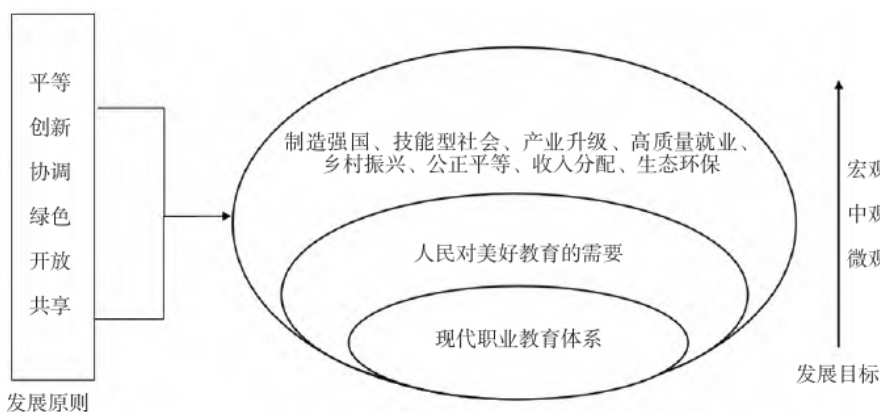 平等
创新
协调
绿色
开放
共享
发展原则
制造强国、技能型社会、产业升级、高质量就业、
乡村振兴、公正平等、收入分配、生态环保
人民对美好教育的需要
现代职业教育体系
宏观
中观
微观
发展目标